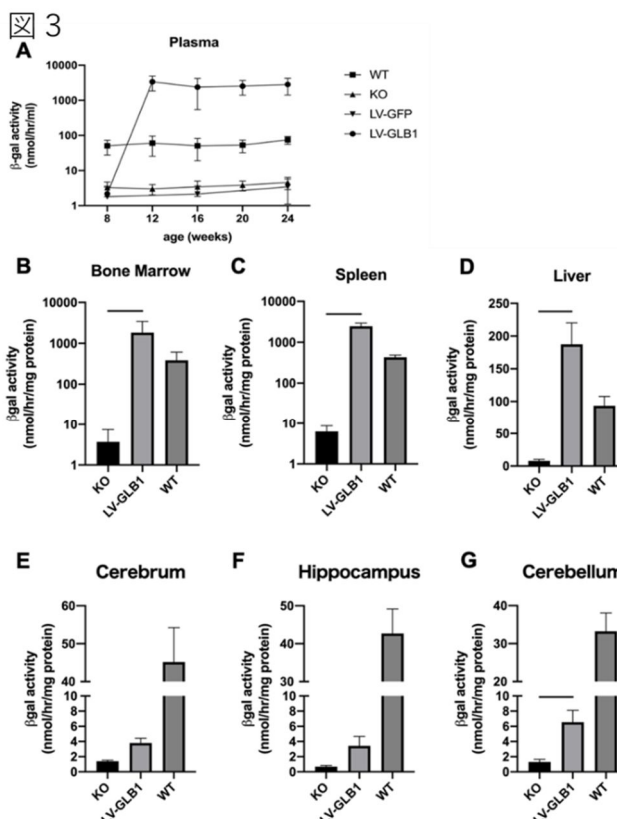 図 3
A
Plasma
β-gal activity
(nmol/hr/ml)
10000
1000
100
10
1
8
12
16
20
24
age (weeks)
WT
KO
LV-GFP
LV-GLB1
B
Bone Marrow
βgal activity
(nmol/hr/mg protein)
10000
1000
100
10
1
KO
LV-GLB1
WT
C
Spleen
βgal activity
(nmol/hr/mg protein)
10000
1000
100
10
1
KO
LV-GLB1
WT
D
Liver
βgal activity
(nmol/hr/mg protein)
250
200
150
100
50
0
KO
LV-GLB1
WT
E
Cerebrum
βgal activity
(nmol/hr/mg protein)
60
50
40
10
8
6
4
2
0
KO
LV-GLB1
WT
F
Hippocampus
βgal activity
(nmol/hr/mg protein)
50
40
30
10
8
6
4
2
0
KO
LV-GLB1
WT
G
Cerebellum
βgal activity
(nmol/hr/mg protein)
40
30
20
10
8
6
4
2
0
KO
LV-GLB1
WT